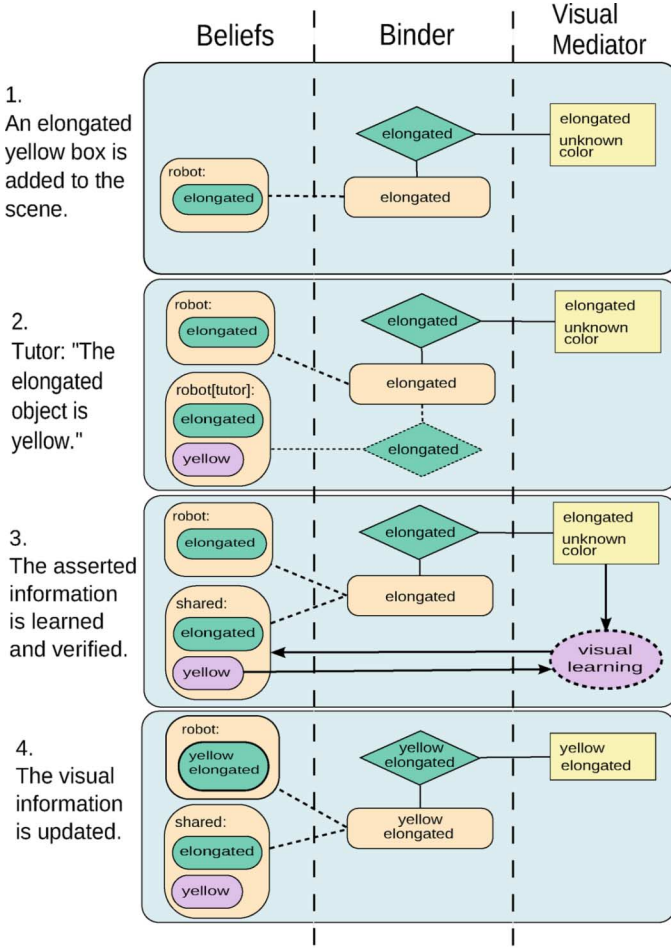 Beliefs
Binder
Visual
Mediator
1.
An elongated
yellow box is
added to the
scene.
robot:
elongated
elongated
elongated
elongated
unknown
color
2.
Tutor: "The
elongated
object is
yellow."
robot:
elongated
robot[tutor]:
elongated
yellow
elongated
elongated
elongated
elongated
unknown
color
3.
The asserted
information
is learned
and verified.
robot:
elongated
shared:
elongated
yellow
elongated
elongated
elongated
unknown
color
visual
learning
4.
The visual
information
is updated.
robot:
yellow
elongated
shared:
elongated
yellow
yellow
elongated
yellow
elongated
yellow
elongated